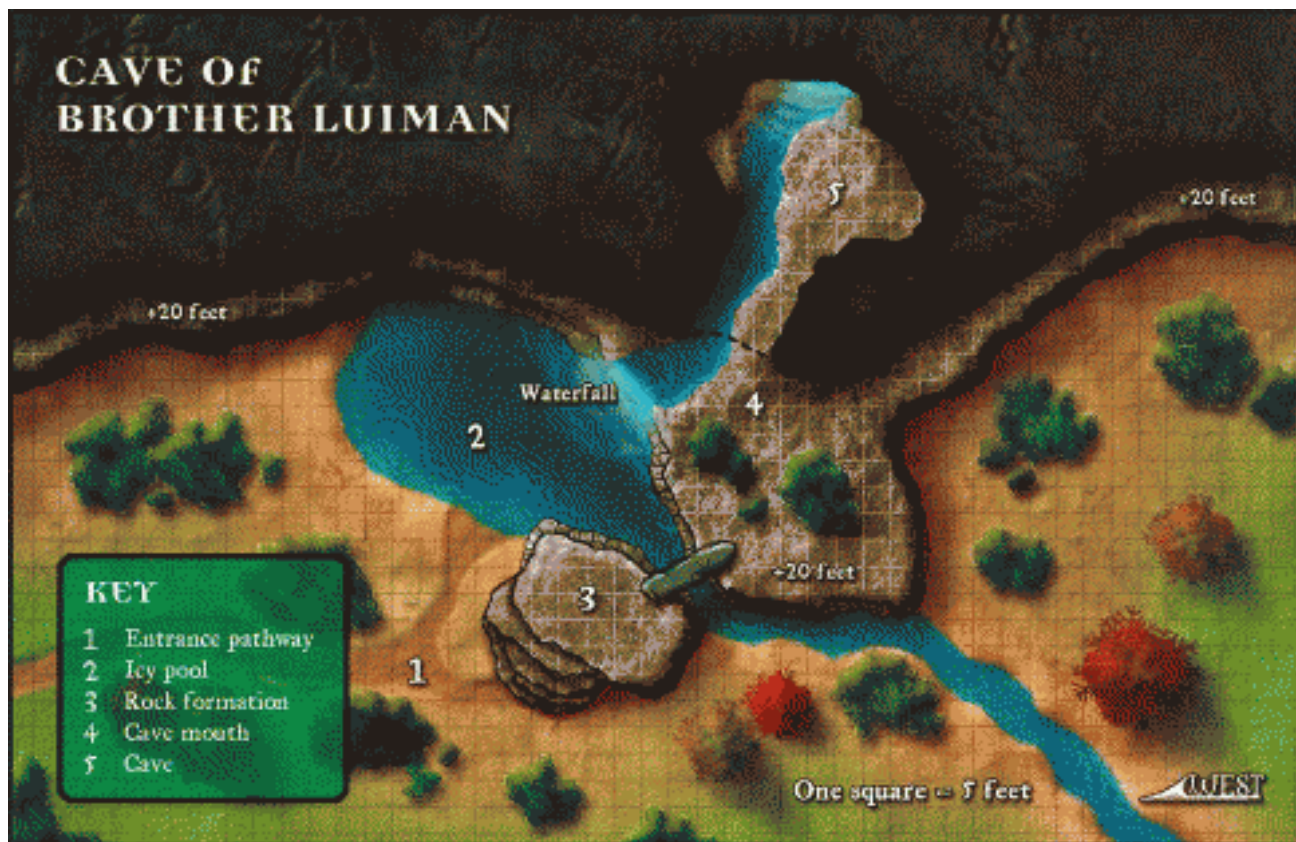 CAVE OF
BROTHER LUIMAN
+20 feet
5
+20 feet
Waterfall
4
2
+20 feet
3
1
KEY
1 Entrance pathway
2 Icy pool
3 Rock formation
4 Cave mouth
5 Cave
One square = 5 feet
WEST